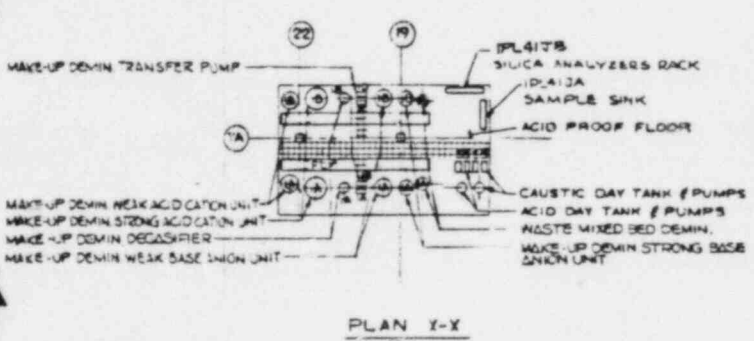 22
19
1PL41JB
SILICA ANALYZERS RACK
MAKE-UP DEMIN TRANSFER PUMP
1PL41JA
SAMPLE SINK
ACID PROOF FLOOR
7A
MAKE-UP DEMIN WEAK ACID CATION UNIT
MAKE-UP DEMIN STRONG ACID CATION UNIT
MAKE-UP DEMIN DEGASIFIER
MAKE-UP DEMIN WEAK BASE ANION UNIT
CAUSTIC DAY TANK & PUMPS
ACID DAY TANK & PUMPS
WASTE MIXED BED DEMIN.
MAKE-UP DEMIN STRONG BASE
ANION UNIT
PLAN X-X